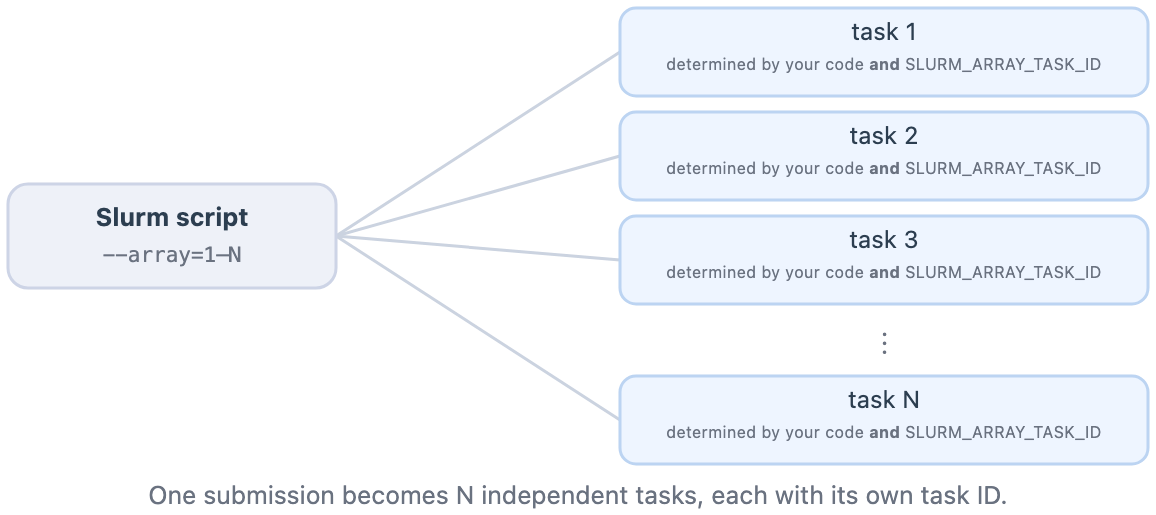 Slurm script
--array=1–N
task 1
determined by your code and SLURM_ARRAY_TASK_ID
task 2
determined by your code and SLURM_ARRAY_TASK_ID
task 3
determined by your code and SLURM_ARRAY_TASK_ID
⋮
task N
determined by your code and SLURM_ARRAY_TASK_ID
One submission becomes N independent tasks, each with its own task ID.